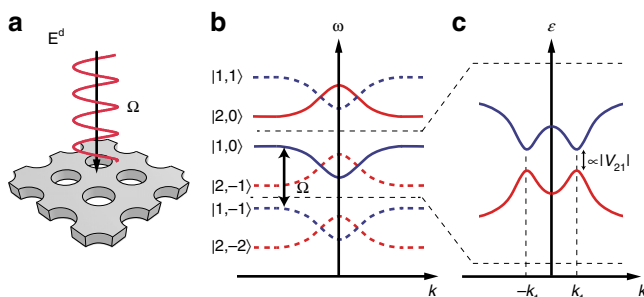 a
E^d
Ω
b
ω
|1,1⟩
|2,0⟩
|1,0⟩
Ω
|2,-1⟩
|1,-1⟩
|2,-2⟩
k
c
ε
∝|V₂₁|
-k
k
k